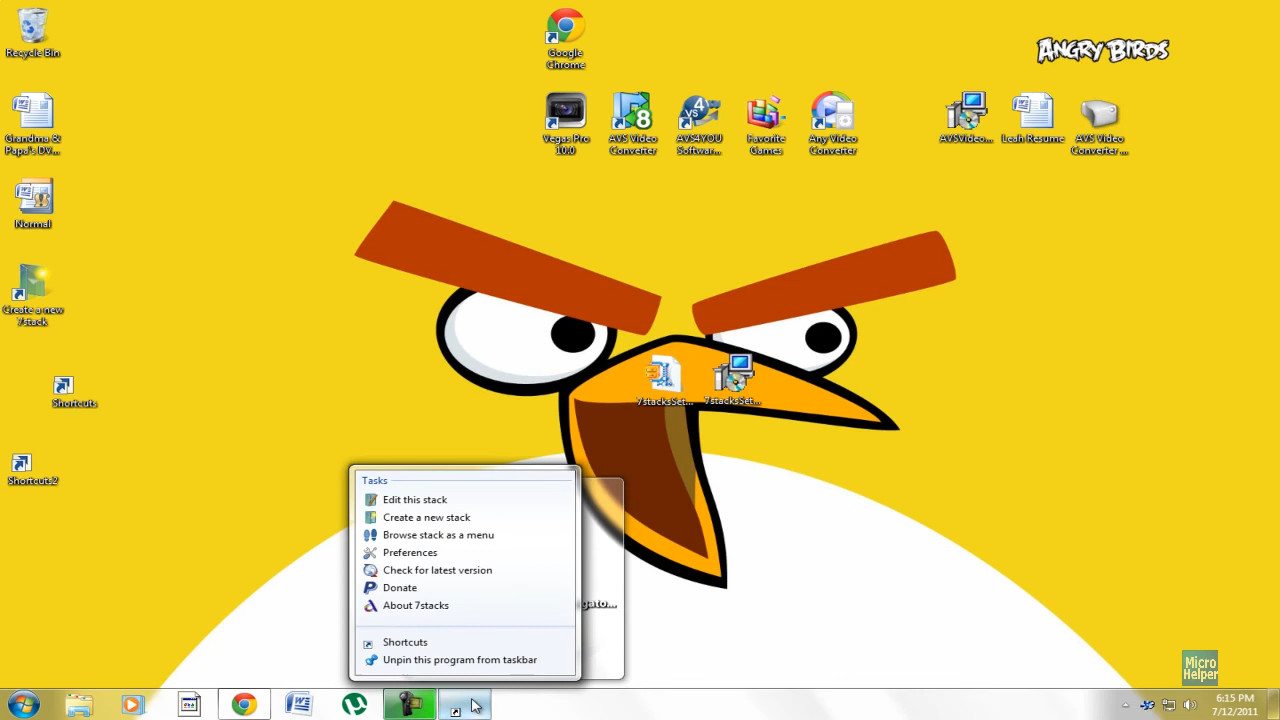 Recycle Bin
Google
Chrome
ANGRY BIRDS
Grandma &
Papa's DV...
Vegas Pro
10.0
AVS Video
Converter
AVS4YOU
Softwar...
Favorite
Games
Any Video
Converter
AVSVideo...
Leah Resume
AVS Video
Converter ...
Normal
Create a new
7stack
Shortcuts
7stacksSet...
7stacksSet...
Shortcuts2
Tasks
Edit this stack
Create a new stack
Browse stack as a menu
Preferences
Check for latest version
Donate
About 7stacks
gato...
Shortcuts
Unpin this program from taskbar
Micro
Helper
6:15 PM
7/12/2011